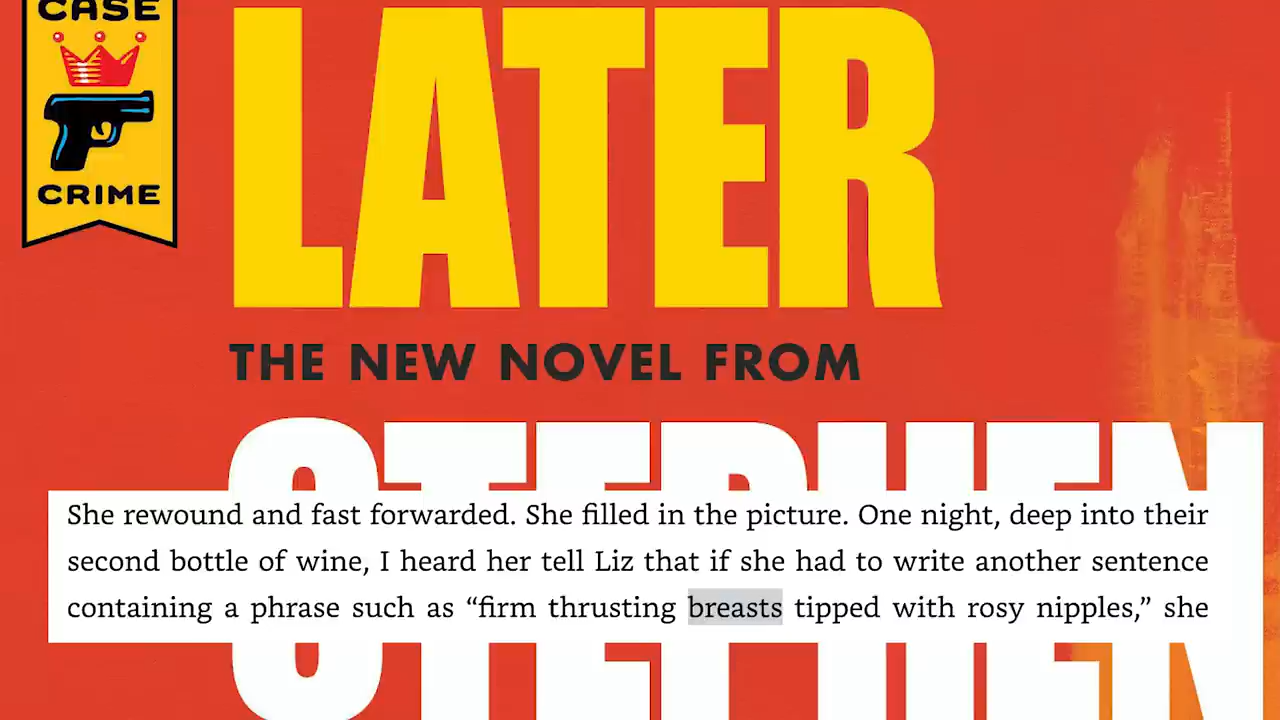 CASE
CRIME
LATER
THE NEW NOVEL FROM
STEPHEN
She rewound and fast forwarded. She filled in the picture. One night, deep into their
second bottle of wine, I heard her tell Liz that if she had to write another sentence
containing a phrase such as “firm thrusting breasts tipped with rosy nipples,” she